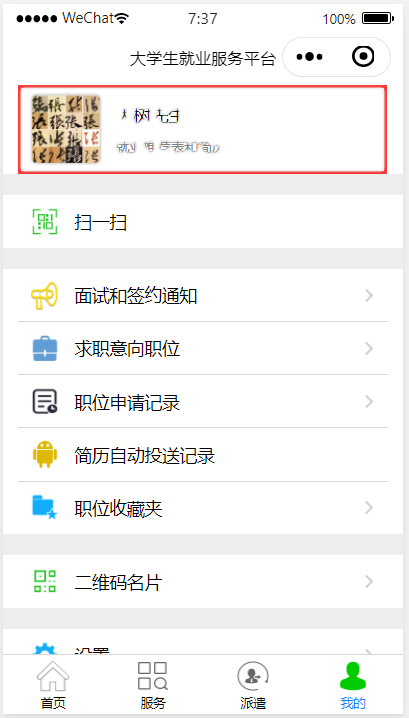 WeChat 7:37 100%
大学生就业服务平台
扫一扫
面试和签约通知
求职意向职位
职位申请记录
简历自动投送记录
职位收藏夹
二维码名片
设置
首页 服务 派遣 我的